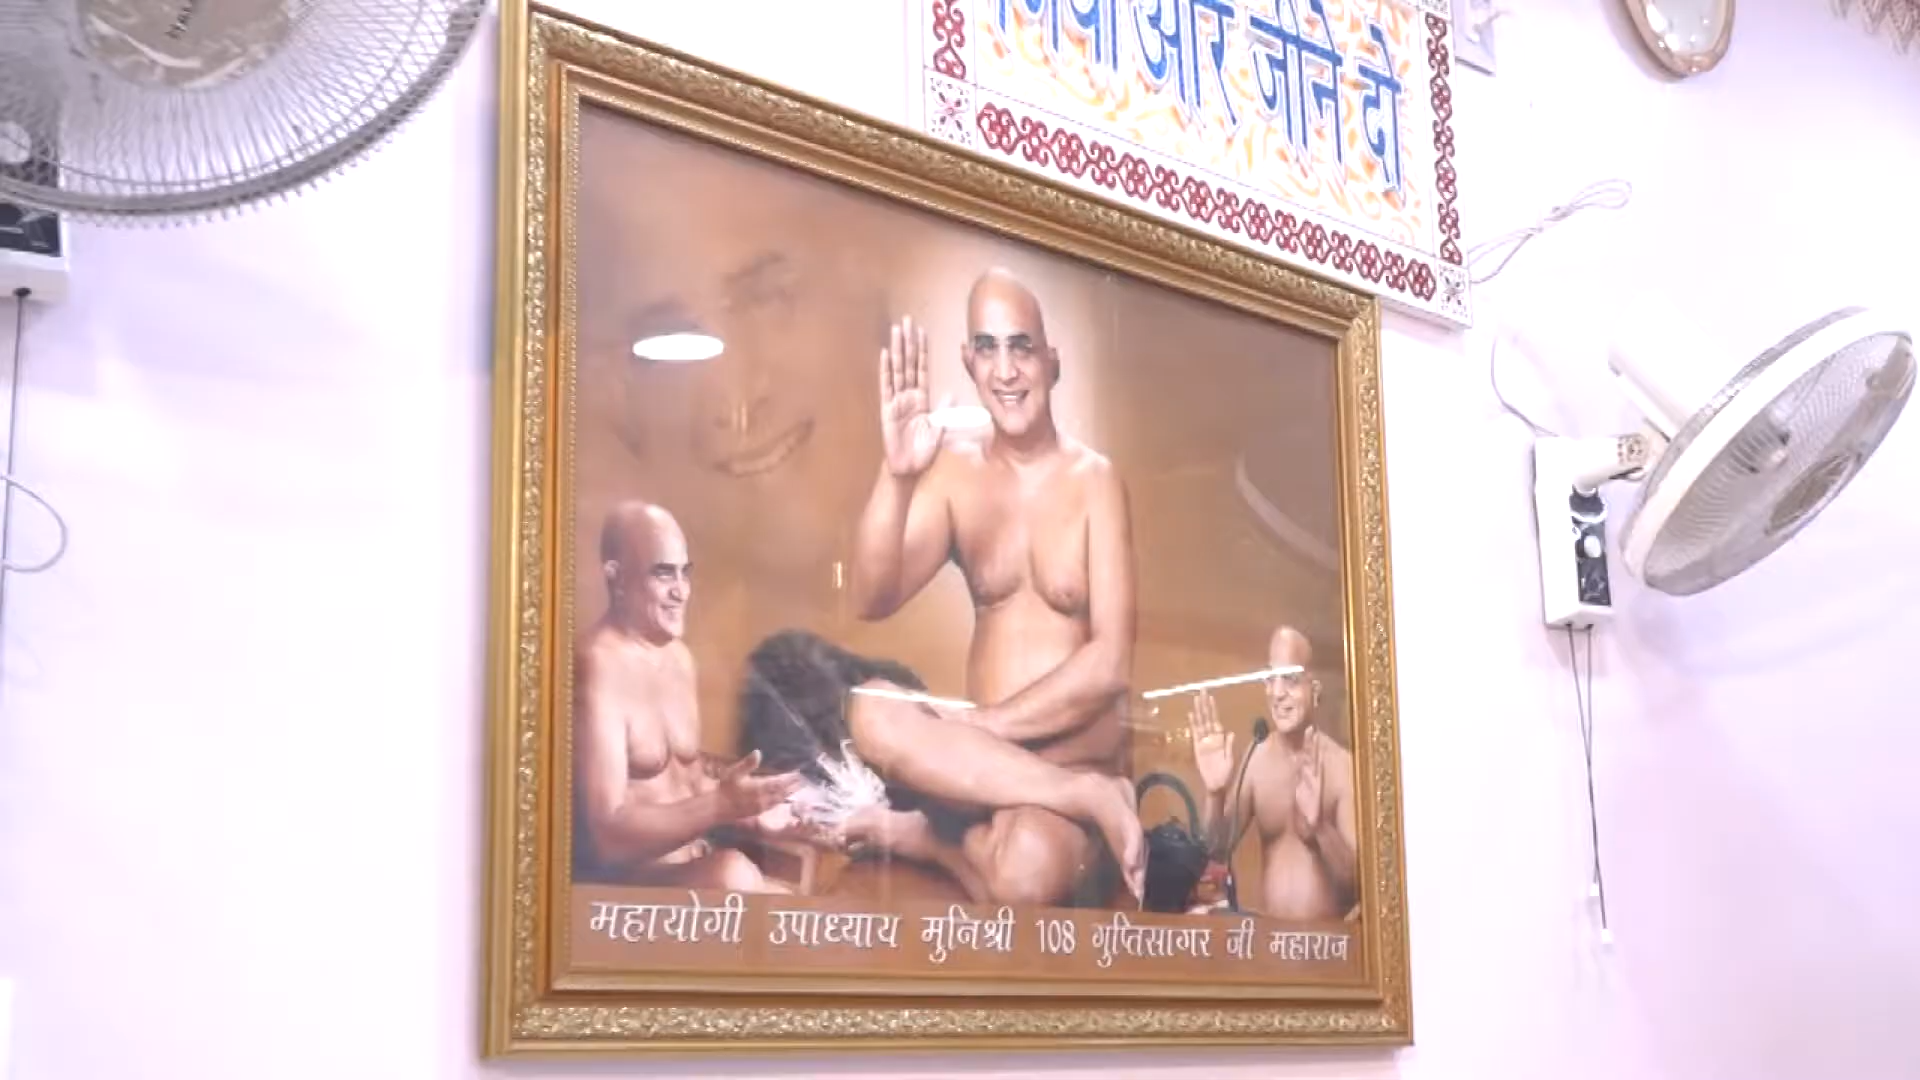 जियो और जीने दो
महायोगी उपाध्याय मुनिश्री 108 गुप्तिसागर जी महाराज